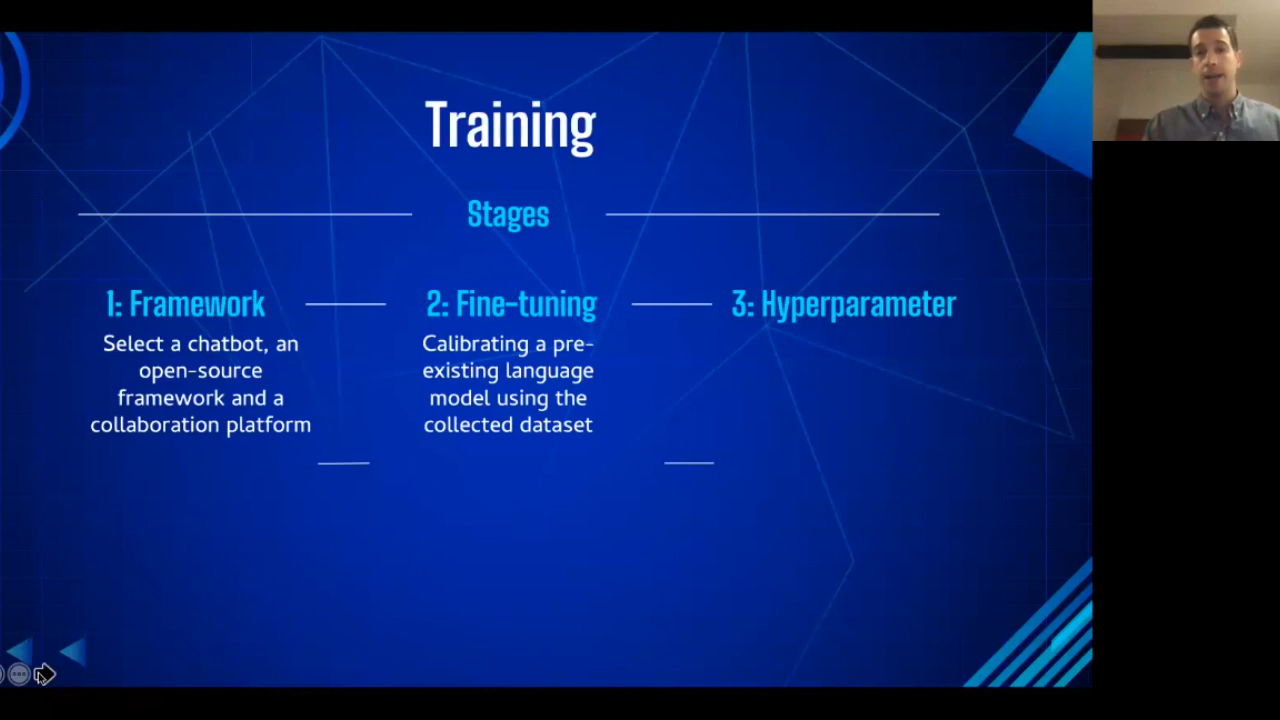 Training
Stages
1: Framework
Select a chatbot, an
open-source
framework and a
collaboration platform
2: Fine-tuning
Calibrating a pre-
existing language
model using the
collected dataset
3: Hyperparameter